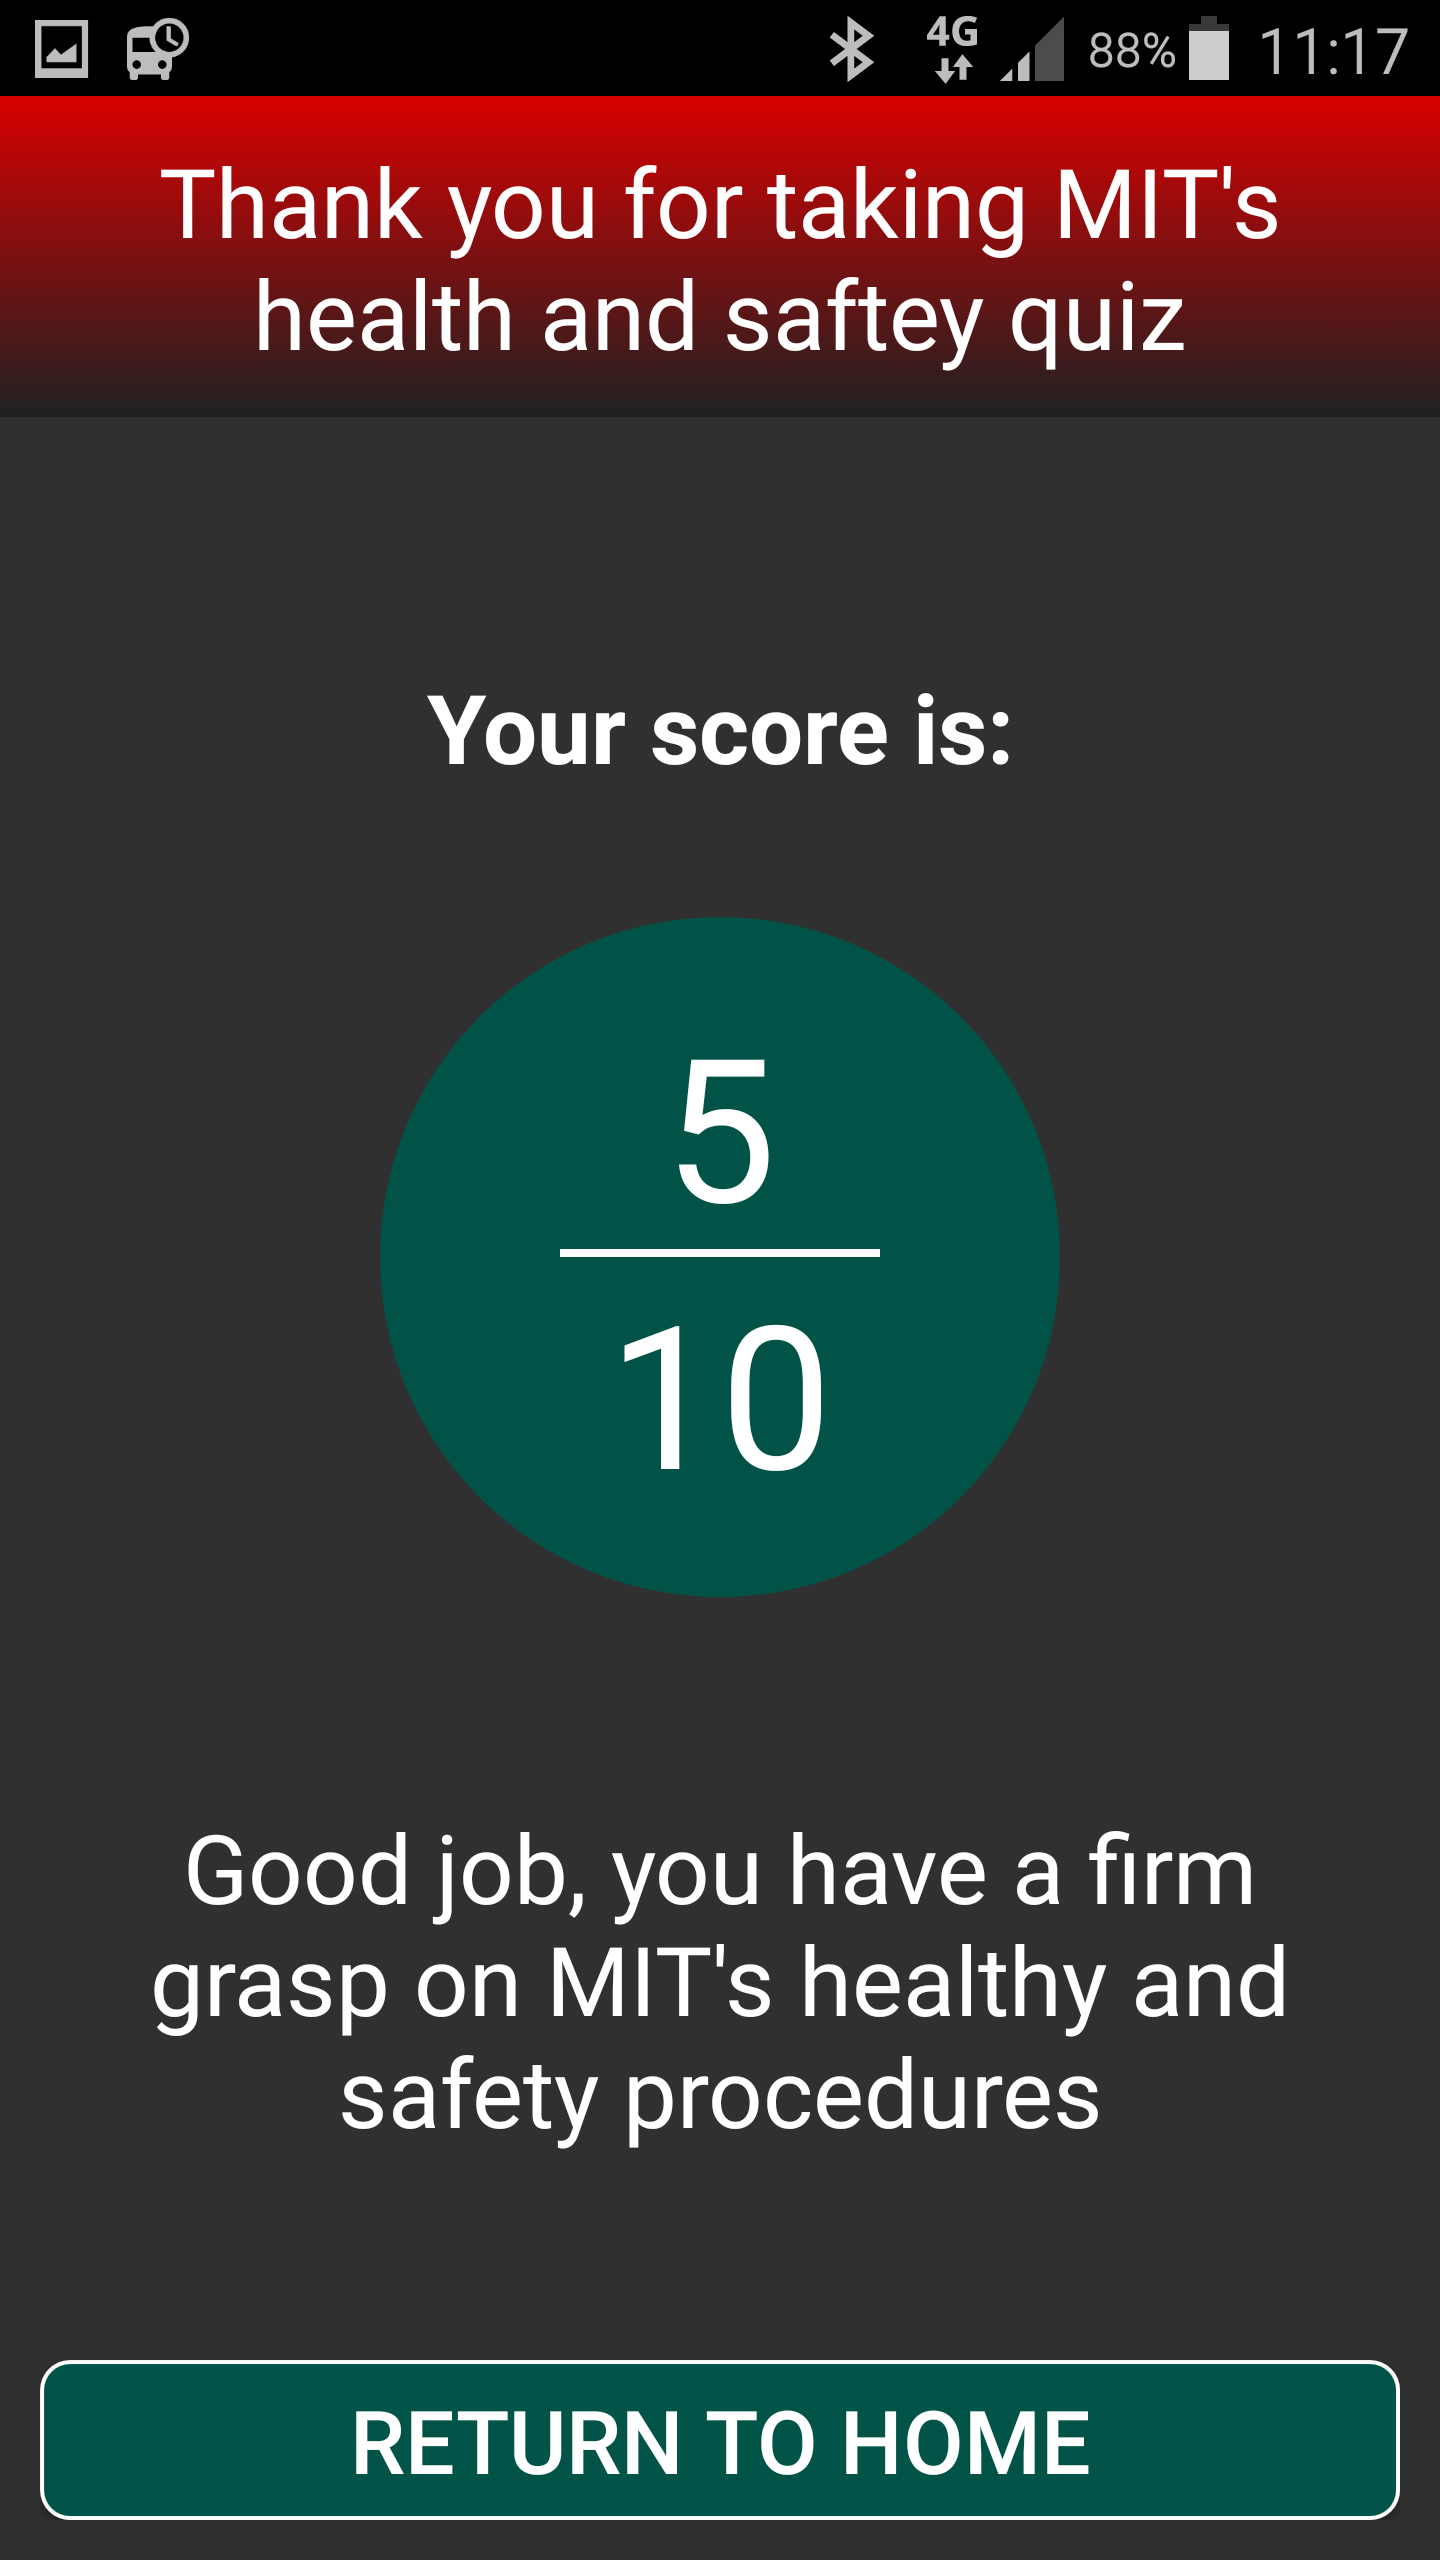 4G 88% 11:17
Thank you for taking MIT's
health and saftey quiz
Your score is:
5
10
Good job, you have a firm
grasp on MIT's healthy and
safety procedures
RETURN TO HOME